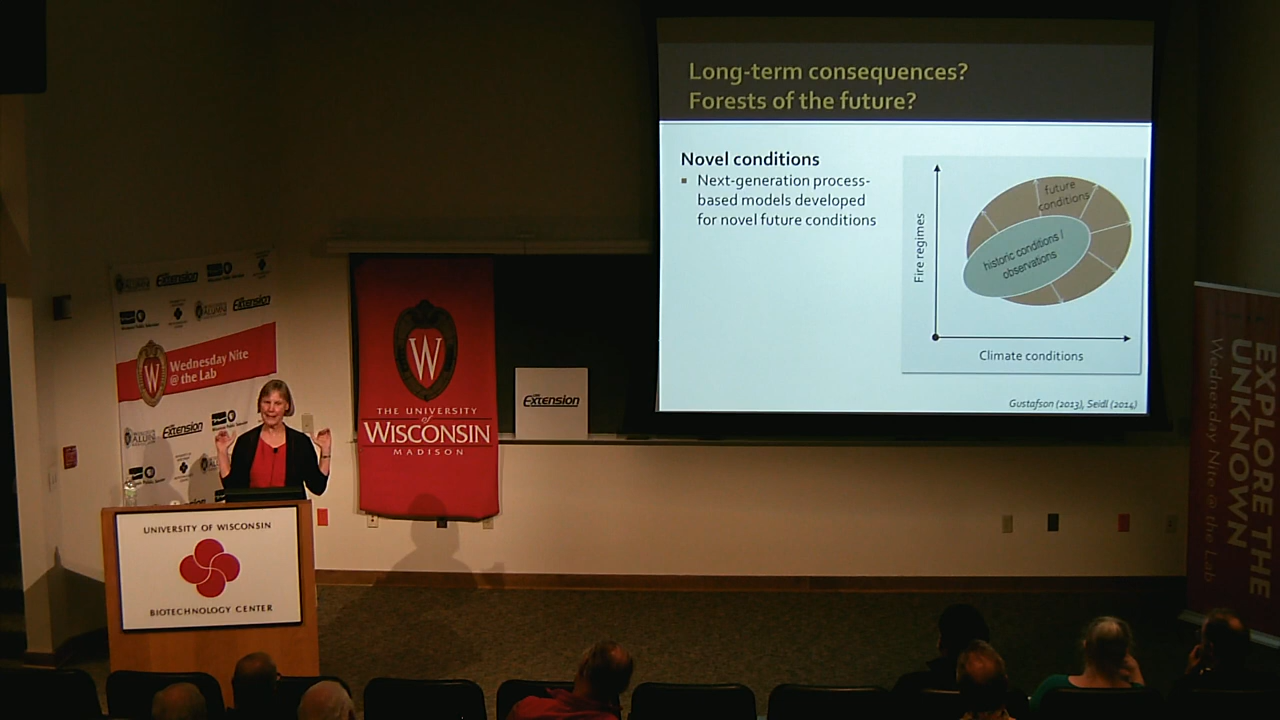 Long-term consequences?
Forests of the future?
Novel conditions
Next-generation process-
based models developed
for novel future conditions
Fire regimes
future
conditions
historic conditions /
observations
Climate conditions
Gustafson (2013), Seidl (2014)
Extension
Extension
Wednesday Nite
@ the Lab
Extension
W
THE UNIVERSITY
of
WISCONSIN
MADISON
Extension
UNIVERSITY OF WISCONSIN
BIOTECHNOLOGY CENTER
EXPLORE THE
UNKNOWN
Wednesday Nite @ the Lab